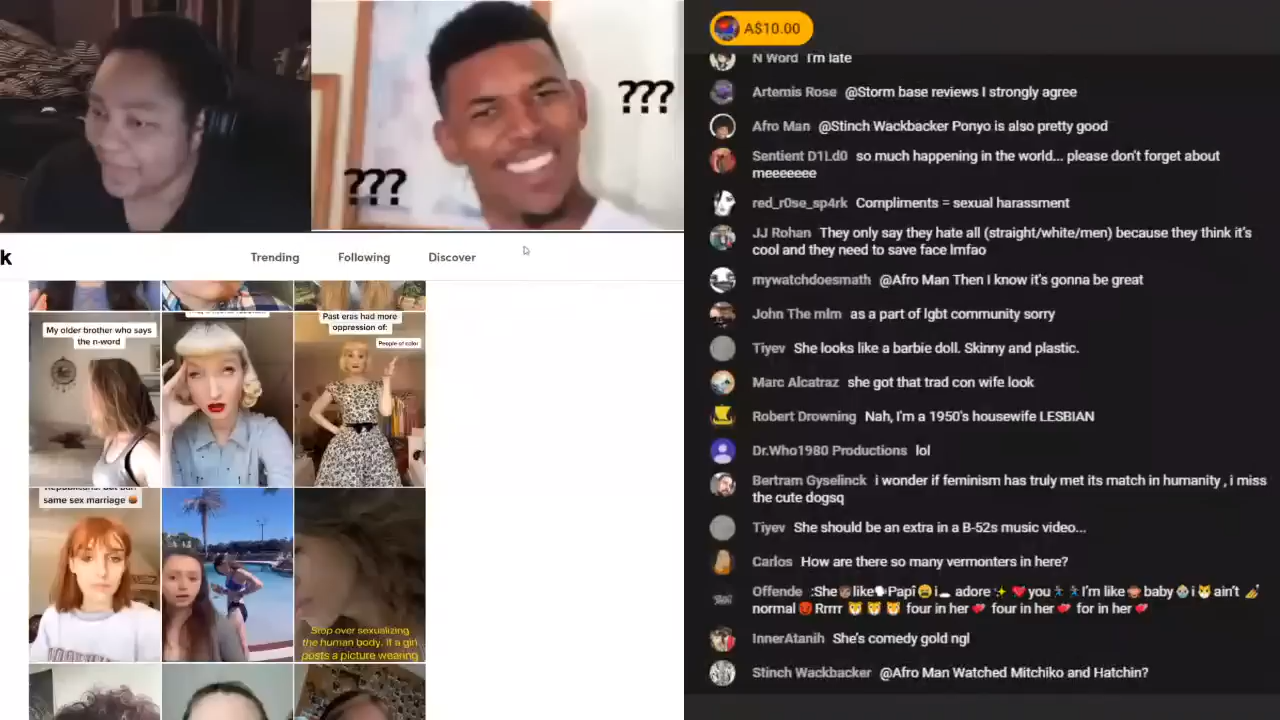 ???
???
k
Trending
Following
Discover
My older brother who says
the n-word
Past eras had more
oppression of:
People of color
Republicans: but ban
same sex marriage
Stop over sexualizing
the human body. If a girl
posts a picture wearing
A$10.00
N Word I'm late
Artemis Rose @Storm base reviews I strongly agree
Afro Man @Stinch Wackbacker Ponyo is also pretty good
Sentient D1Ld0 so much happening in the world... please don't forget about
meeeeeee
red_r0se_sp4rk Compliments = sexual harassment
JJ Rohan They only say they hate all (straight/white/men) because they think it's
cool and they need to save face lmfao
mywatchdoesmath @Afro Man Then I know it's gonna be great
John The mlm as a part of lgbt community sorry
Tiyev She looks like a barbie doll. Skinny and plastic.
Marc Alcatraz she got that trad con wife look
Robert Drowning Nah, I'm a 1950's housewife LESBIAN
Dr.Who1980 Productions lol
Bertram Gyselinck i wonder if feminism has truly met its match in humanity , i miss
the cute dogsq
Tiyev She should be an extra in a B-52s music video...
Carlos How are there so many vermonters in here?
Offende :She like Papi i adore you I'm like baby i ain't
normal Rrrrr four in her four in her for in her
InnerAtanih She's comedy gold ngl
Stinch Wackbacker @Afro Man Watched Mitchiko and Hatchin?